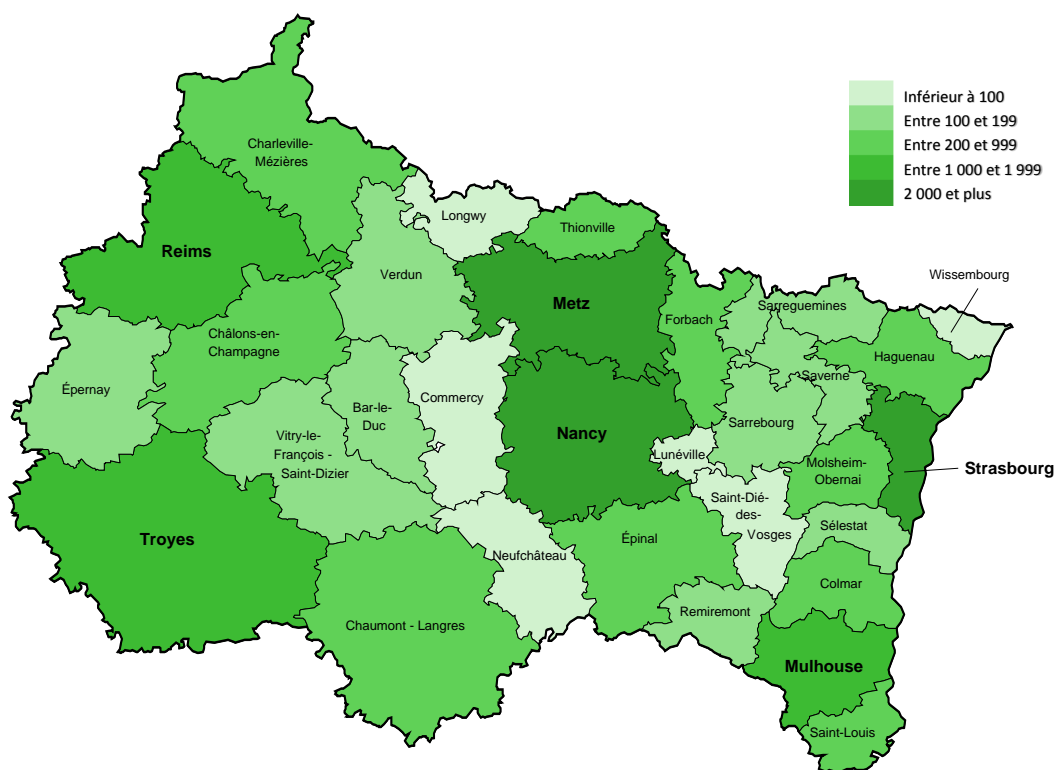 Inférieur à 100
Entre 100 et 199
Entre 200 et 999
Entre 1 000 et 1 999
2 000 et plus
Charleville-
Mézières
Longwy
Thionville
Reims
Verdun
Metz
Wissembourg
Sarreguemines
Forbach
Châlons-en-
Champagne
Haguenau
Saverne
Épernay
Commercy
Bar-le-
Duc
Sarrebourg
Nancy
Vitry-le-
François -
Saint-Dizier
Lunéville
Molsheim-
Obernai
Strasbourg
Saint-Dié-
des-
Vosges
Sélestat
Troyes
Épinal
Neufchâteau
Colmar
Remiremont
Chaumont - Langres
Mulhouse
Saint-Louis